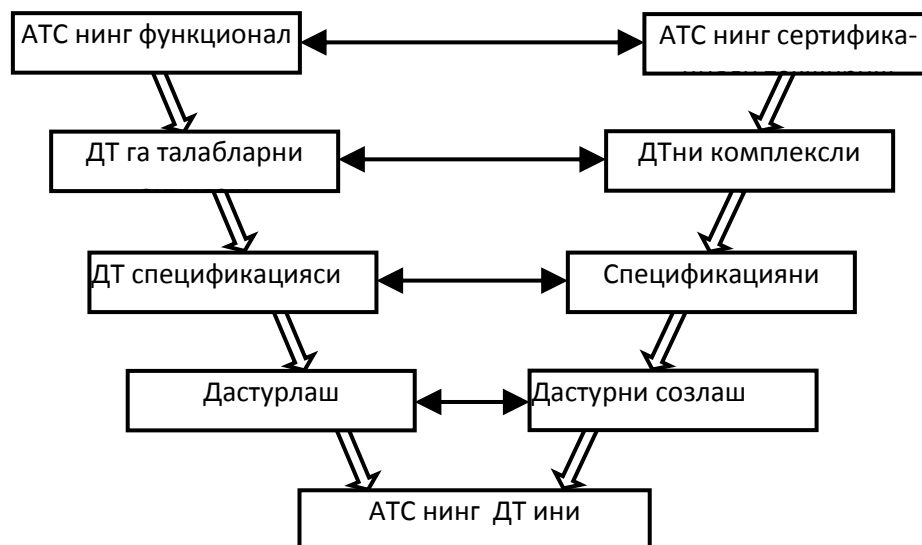 АТС нинг функционал
АТС нинг сертифика-
ДТ га талабларни
ДТни комплексли
ДТ спецификацияси
Спецификацияни
Дастурлаш
Дастурни созлаш
АТС нинг ДТ ини